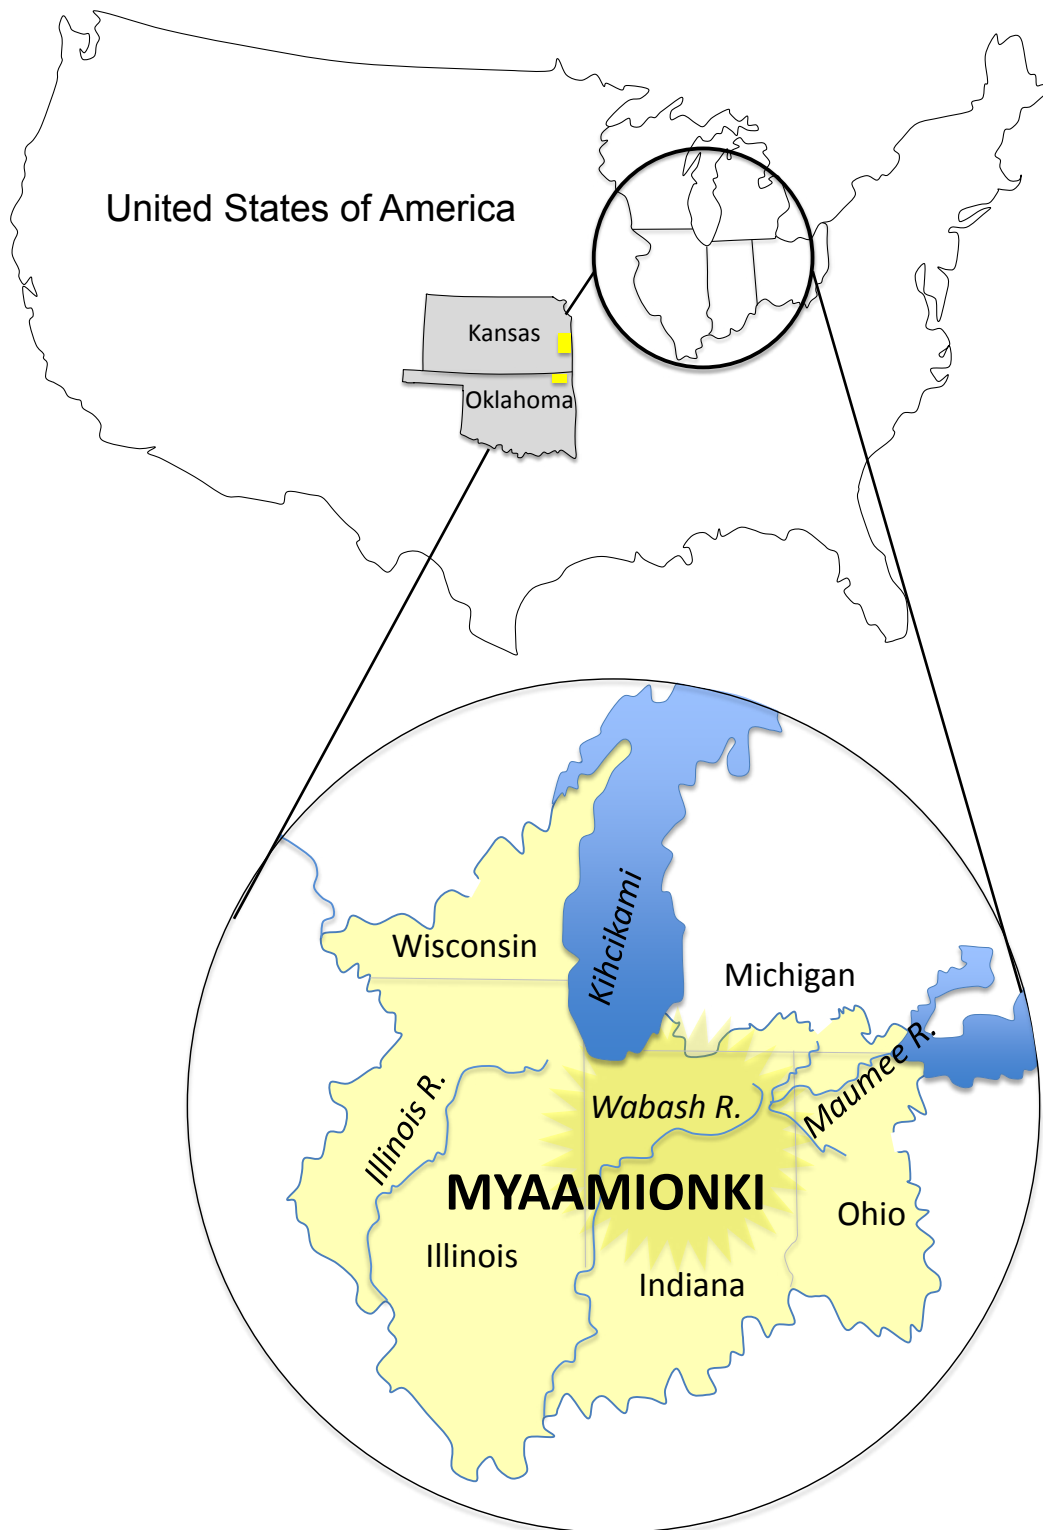 United States of America
Kansas
Oklahoma
Kihcikami
Wisconsin
Michigan
Maumee R.
Wabash R.
Illinois R.
MYAAMIONKI
Ohio
Illinois
Indiana